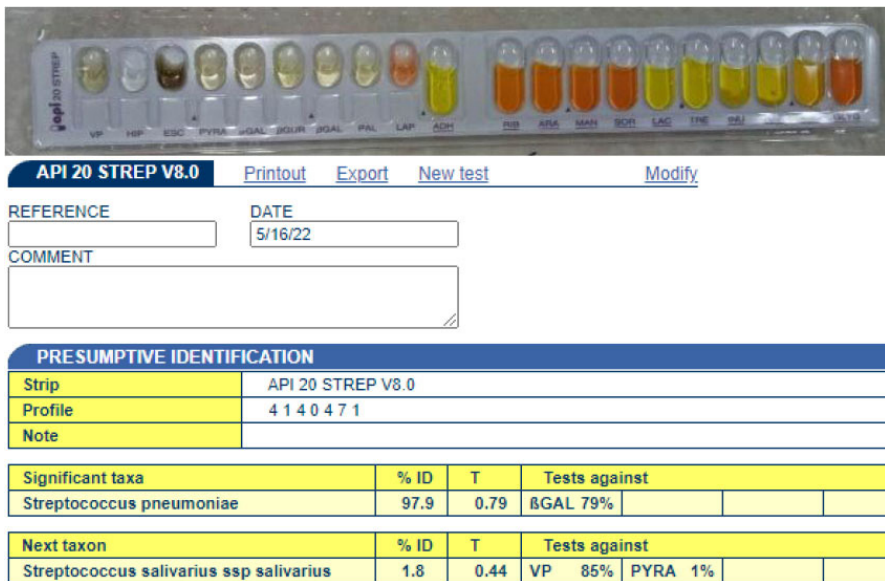 api 20 STREP
VP HIP ESC PYRA αGAL βGUR βGAL PAL LAP ADH RIB ARA MAN SOR LAC TRE INU GLYG
API 20 STREP V8.0 Printout Export New test Modify
REFERENCE DATE
5/16/22
COMMENT
PRESUMPTIVE IDENTIFICATION
Strip API 20 STREP V8.0
Profile 4 1 4 0 4 7 1
Note
Significant taxa % ID T Tests against
Streptococcus pneumoniae 97.9 0.79 ßGAL 79%
Next taxon % ID T Tests against
Streptococcus salivarius ssp salivarius 1.8 0.44 VP 85% PYRA 1%